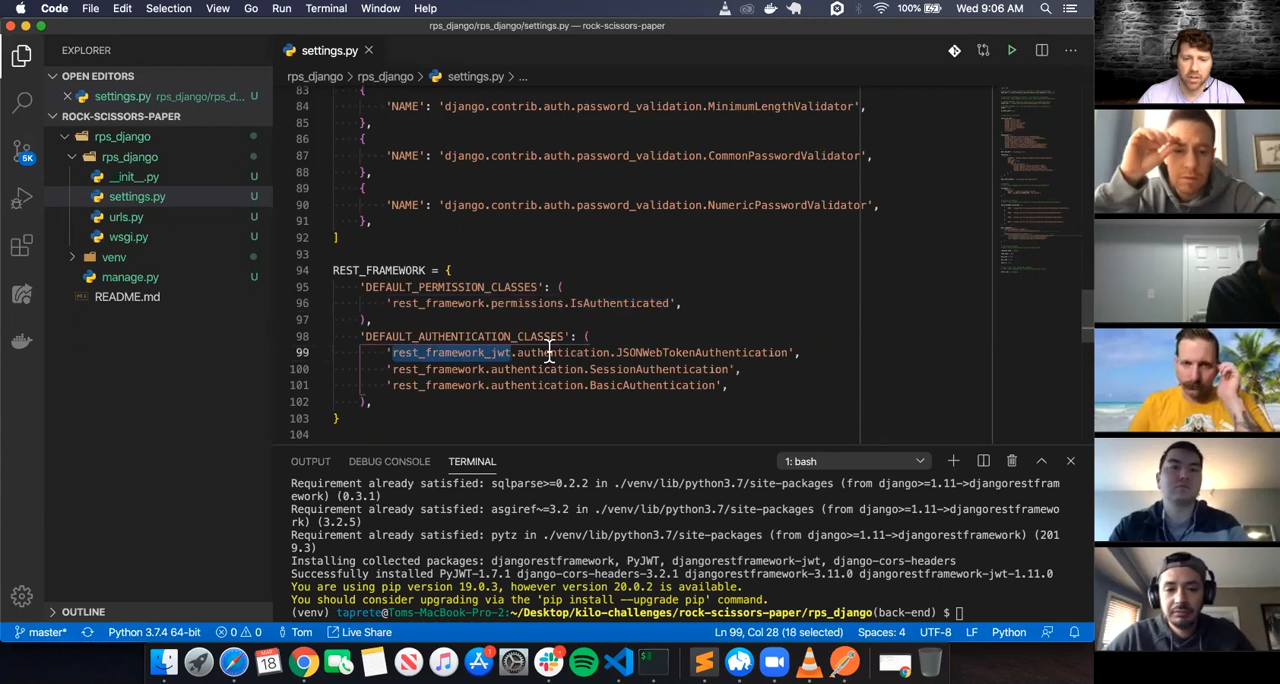 Code File Edit Selection View Go Run Terminal Window Help
100% Wed 9:06 AM
rps_django/rps_django/settings.py — rock-scissors-paper
EXPLORER
OPEN EDITORS
settings.py rps_django/rps_d... U
ROCK-SCISSORS-PAPER
rps_django
rps_django
__init__.py U
settings.py U
urls.py U
wsgi.py U
venv
manage.py U
README.md
OUTLINE
5K
settings.py
rps_django > rps_django > settings.py > ...
83 {
84 'NAME': 'django.contrib.auth.password_validation.MinimumLengthValidator',
85 },
86 {
87 'NAME': 'django.contrib.auth.password_validation.CommonPasswordValidator',
88 },
89 {
90 'NAME': 'django.contrib.auth.password_validation.NumericPasswordValidator',
91 },
92 ]
93
94 REST_FRAMEWORK = {
95 'DEFAULT_PERMISSION_CLASSES': (
96 'rest_framework.permissions.IsAuthenticated',
97 ),
98 'DEFAULT_AUTHENTICATION_CLASSES': (
99 'rest_framework_jwt.authentication.JSONWebTokenAuthentication',
100 'rest_framework.authentication.SessionAuthentication',
101 'rest_framework.authentication.BasicAuthentication',
102 ),
103 }
104
OUTPUT DEBUG CONSOLE TERMINAL 1: bash
Requirement already satisfied: sqlparse>=0.2.2 in ./venv/lib/python3.7/site-packages (from django>=1.11->djangorestfram
ework) (0.3.1)
Requirement already satisfied: asgiref~=3.2 in ./venv/lib/python3.7/site-packages (from django>=1.11->djangorestframewo
rk) (3.2.5)
Requirement already satisfied: pytz in ./venv/lib/python3.7/site-packages (from django>=1.11->djangorestframework) (201
9.3)
Installing collected packages: djangorestframework, PyJWT, djangorestframework-jwt, django-cors-headers
Successfully installed PyJWT-1.7.1 django-cors-headers-3.2.1 djangorestframework-3.11.0 djangorestframework-jwt-1.11.0
You are using pip version 19.0.3, however version 20.0.2 is available.
You should consider upgrading via the 'pip install --upgrade pip' command.
(venv) taprete@Toms-MacBook-Pro-2:~/Desktop/kilo-challenges/rock-scissors-paper/rps_django(back-end) $
master* Python 3.7.4 64-bit 0 0 Tom Live Share Ln 99, Col 28 (18 selected) Spaces: 4 UTF-8 LF Python
MAR
18
1